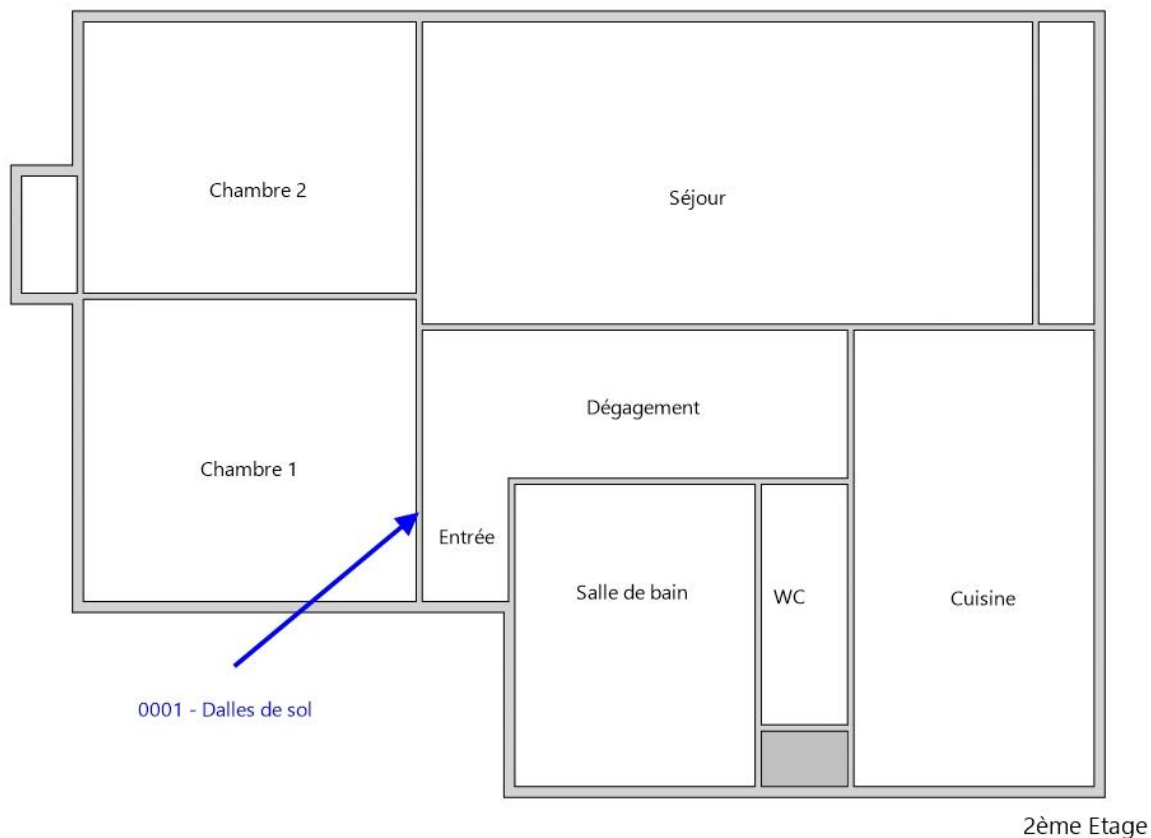 Chambre 2
Séjour
Dégagement
Chambre 1
Entrée
Salle de bain
WC
Cuisine
0001 - Dalles de sol
2ème Etage